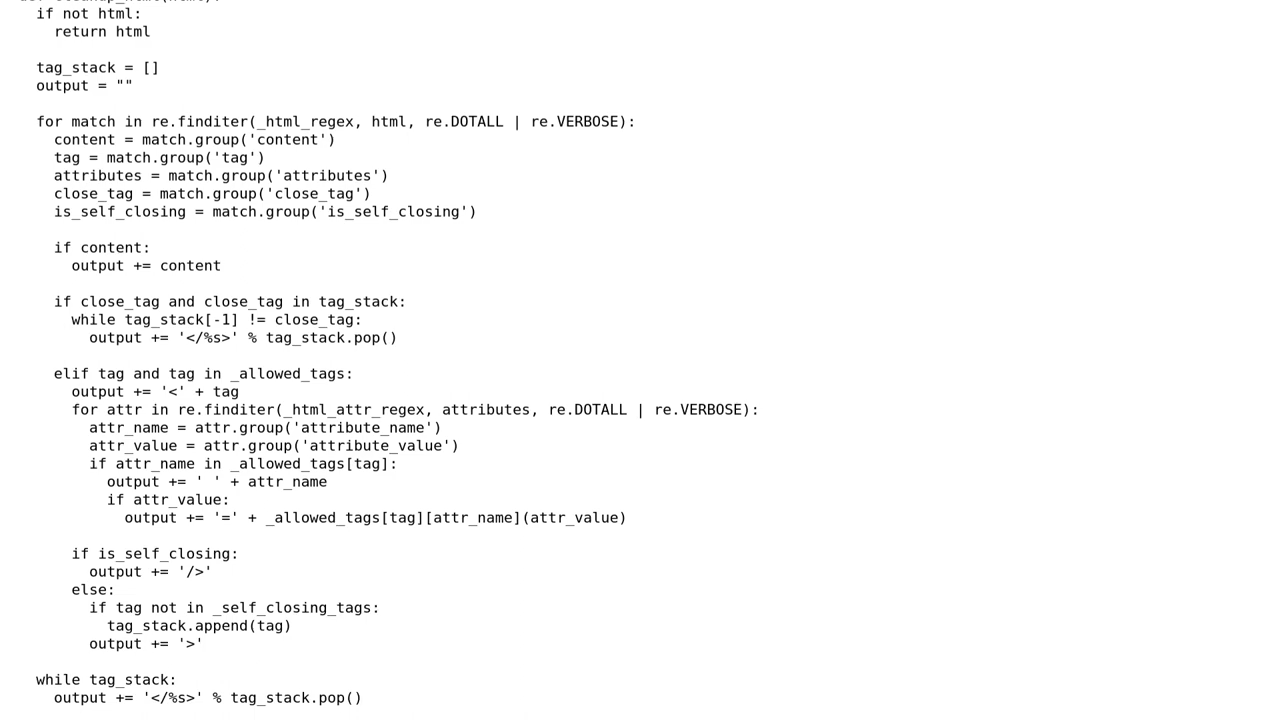 if not html:
return html
tag_stack = []
output = ""
for match in re.finditer(_html_regex, html, re.DOTALL | re.VERBOSE):
content = match.group('content')
tag = match.group('tag')
attributes = match.group('attributes')
close_tag = match.group('close_tag')
is_self_closing = match.group('is_self_closing')
if content:
output += content
if close_tag and close_tag in tag_stack:
while tag_stack[-1] != close_tag:
output += '</%s>' % tag_stack.pop()
elif tag and tag in _allowed_tags:
output += '<' + tag
for attr in re.finditer(_html_attr_regex, attributes, re.DOTALL | re.VERBOSE):
attr_name = attr.group('attribute_name')
attr_value = attr.group('attribute_value')
if attr_name in _allowed_tags[tag]:
output += ' ' + attr_name
if attr_value:
output += '=' + _allowed_tags[tag][attr_name](attr_value)
if is_self_closing:
output += '/>'
else:
if tag not in _self_closing_tags:
tag_stack.append(tag)
output += '>'
while tag_stack:
output += '</%s>' % tag_stack.pop()